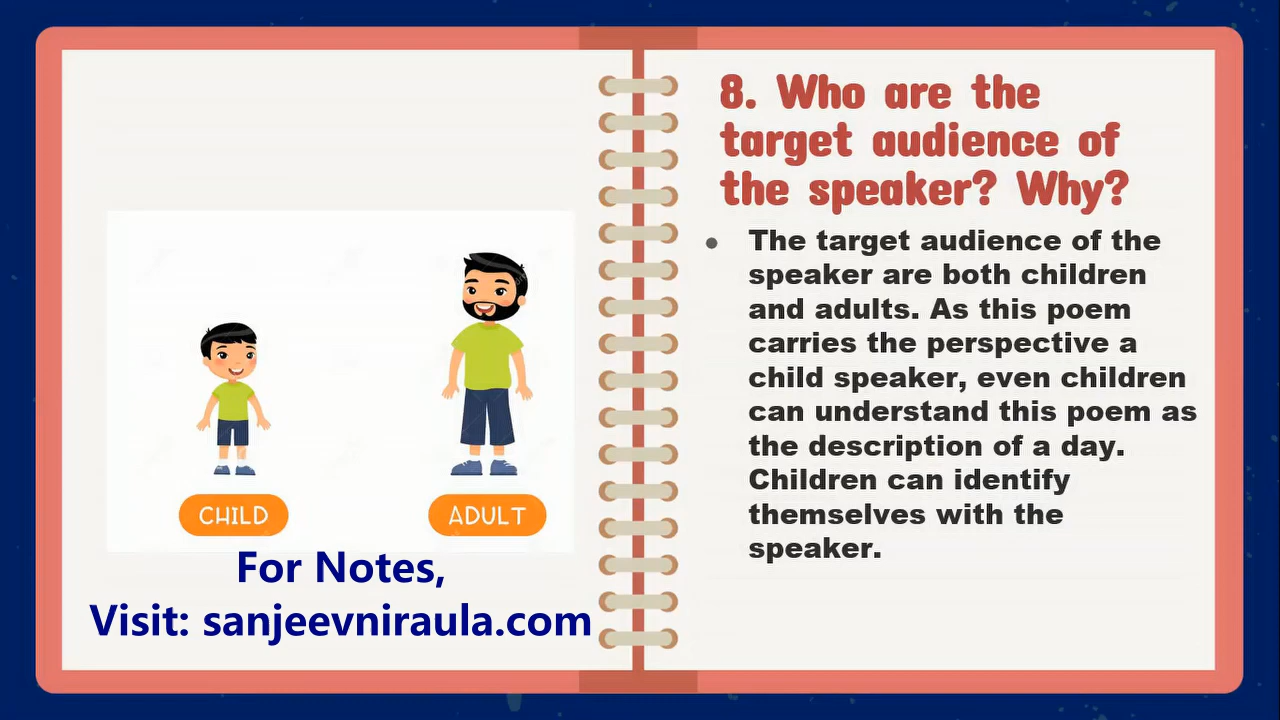 8. Who are the
target audience of
the speaker? Why?
• The target audience of the
speaker are both children
and adults. As this poem
carries the perspective a
child speaker, even children
can understand this poem as
the description of a day.
Children can identify
themselves with the
speaker.
CHILD
ADULT
For Notes,
Visit: sanjeevniraula.com